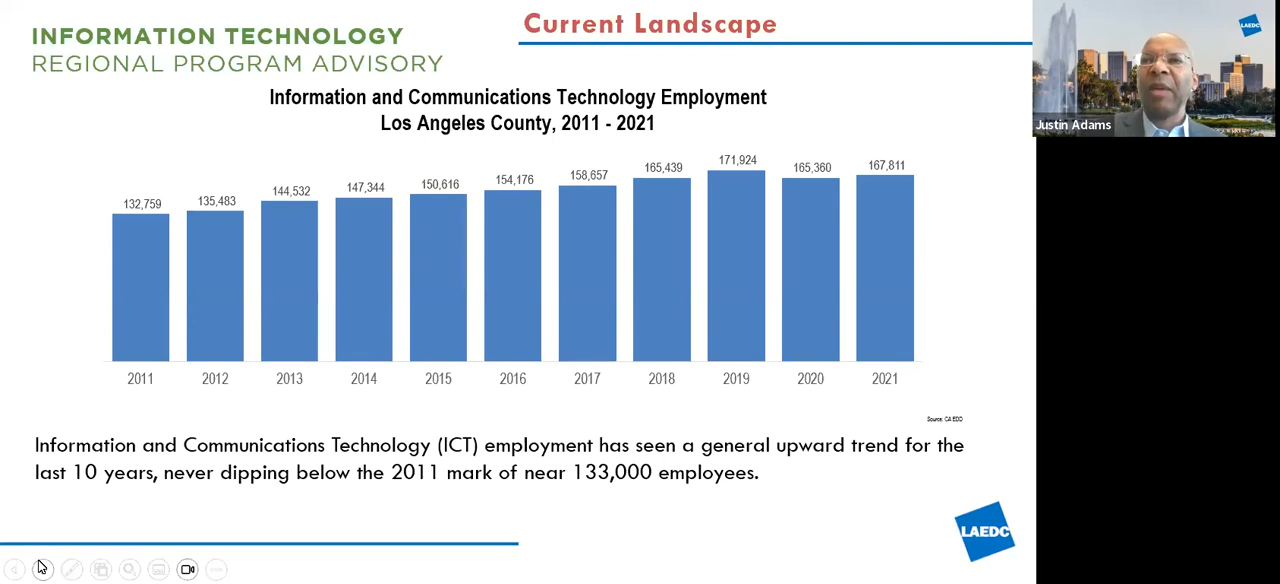 Current Landscape
INFORMATION TECHNOLOGY
REGIONAL PROGRAM ADVISORY
Information and Communications Technology Employment
Los Angeles County, 2011 - 2021
132,759
135,483
144,532
147,344
150,616
154,176
158,657
165,439
171,924
165,360
167,811
2011
2012
2013
2014
2015
2016
2017
2018
2019
2020
2021
Source: CA EDD
Information and Communications Technology (ICT) employment has seen a general upward trend for the
last 10 years, never dipping below the 2011 mark of near 133,000 employees.
LAEDC
LAEDC
Justin Adams